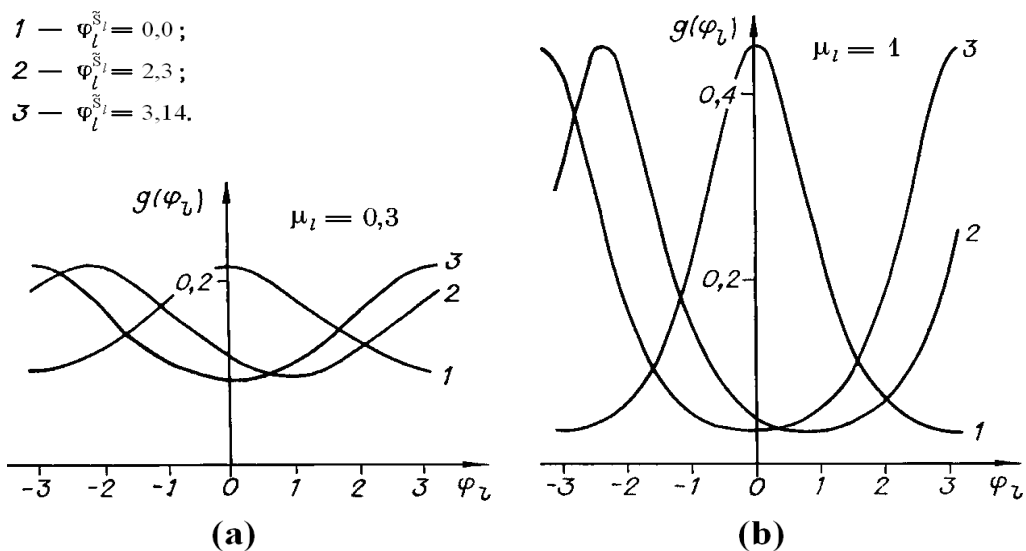 1 — φ_l^{s̃_l} = 0,0 ;
2 — φ_l^{s̃_l} = 2,3 ;
3 — φ_l^{s̃_l} = 3,14.
g(φ_l)
μ_l = 0,3
0,2
3
2
1
-3 -2 -1 0 1 2 3 φ_l
(a)
g(φ_l)
μ_l = 1
3
0,4
0,2
2
1
-3 -2 -1 0 1 2 3 φ_l
(b)